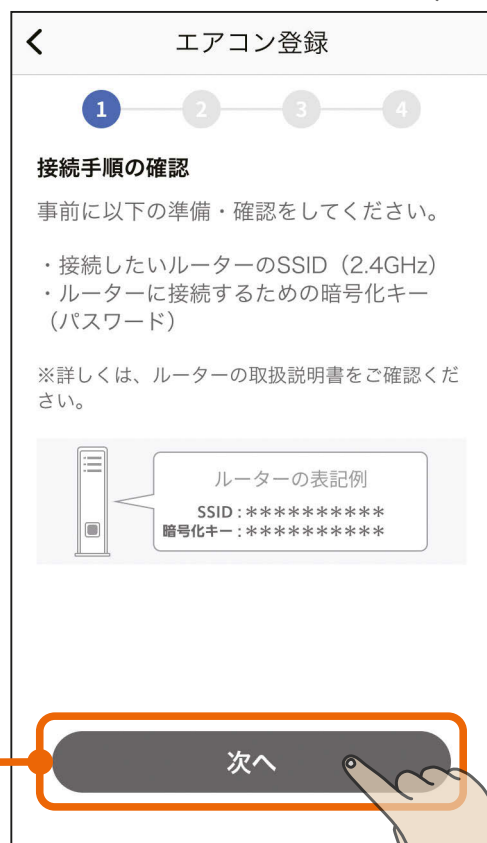 エアコン登録
1 2 3 4
接続手順の確認
事前に以下の準備・確認をしてください。
・接続したいルーターのSSID（2.4GHz）
・ルーターに接続するための暗号化キー
（パスワード）
※詳しくは、ルーターの取扱説明書をご確認くだ
さい。
ルーターの表記例
SSID：**********
暗号化キー：**********
次へ